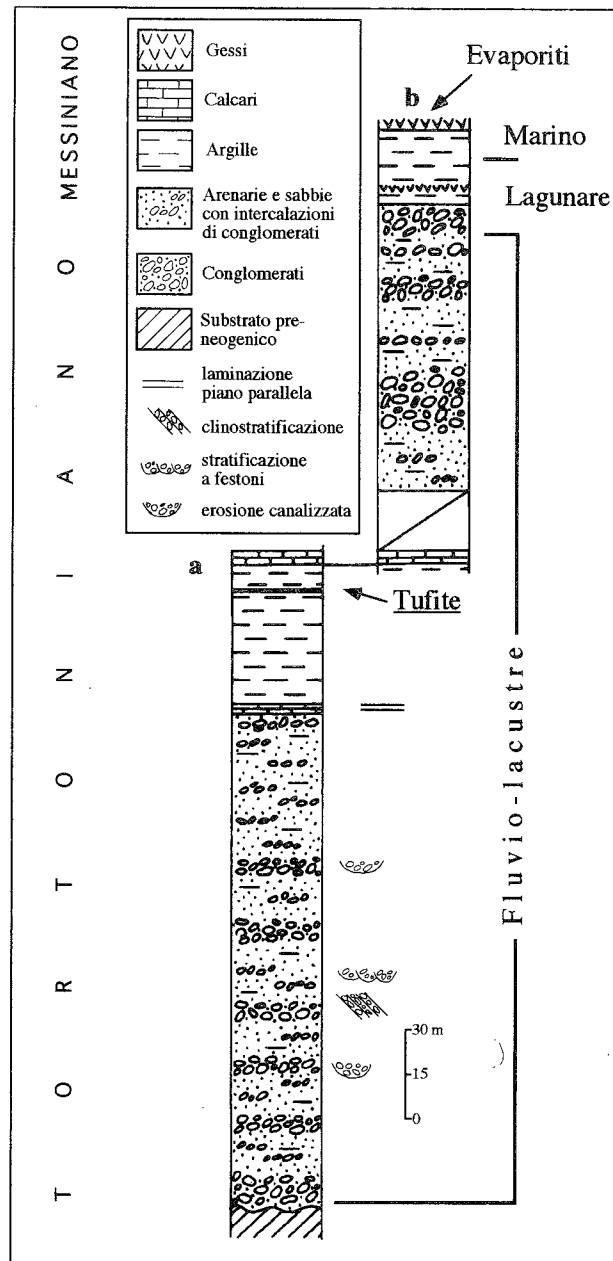 MESSINIANO
TORTONIANO
Gessi
Calcari
Argille
Arenarie e sabbie
con intercalazioni
di conglomerati
Conglomerati
Substrato pre-
neogenico
laminazione
piano parallela
clinostratificazione
stratificazione
a festoni
erosione canalizzata
Evaporiti
b
Marino
Lagunare
a
Tufite
Fluvio-lacustre
30 m
15
0